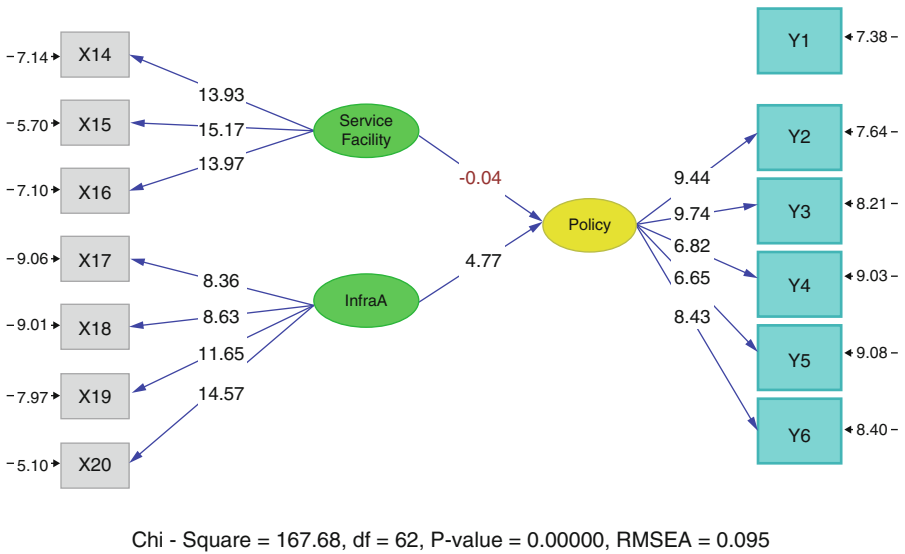 X14
X15
X16
X17
X18
X19
X20
-7.14
-5.70
-7.10
-9.06
-9.01
-7.97
-5.10
13.93
15.17
13.97
8.36
8.63
11.65
14.57
Service
Facility
InfraA
-0.04
4.77
Policy
9.44
9.74
6.82
6.65
8.43
Y1
Y2
Y3
Y4
Y5
Y6
7.38-
7.64-
8.21-
9.03-
9.08-
8.40-
Chi - Square = 167.68, df = 62, P-value = 0.00000, RMSEA = 0.095